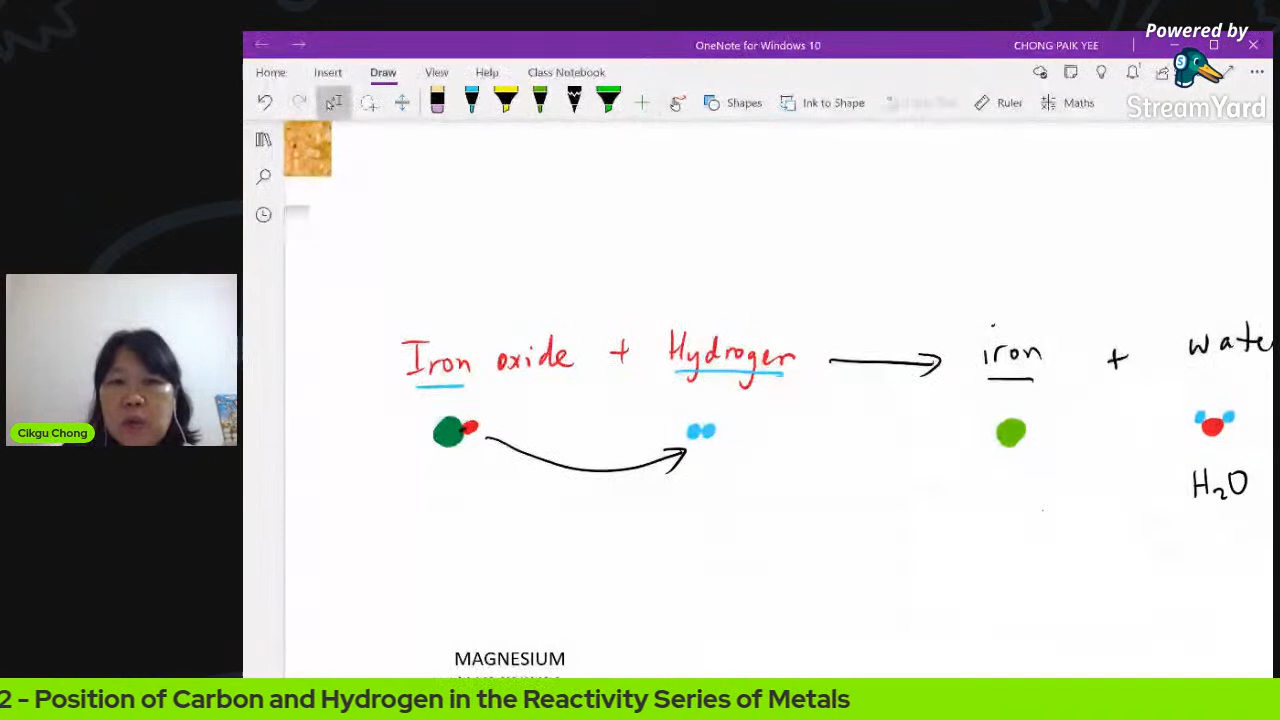 Powered by
StreamYard
OneNote for Windows 10
CHONG PAIK YEE
Home Insert Draw View Help Class Notebook
Shapes Ink to Shape Ruler Maths
Iron oxide + Hydrogen → iron + wate
H₂O
Cikgu Chong
MAGNESIUM
2 - Position of Carbon and Hydrogen in the Reactivity Series of Metals